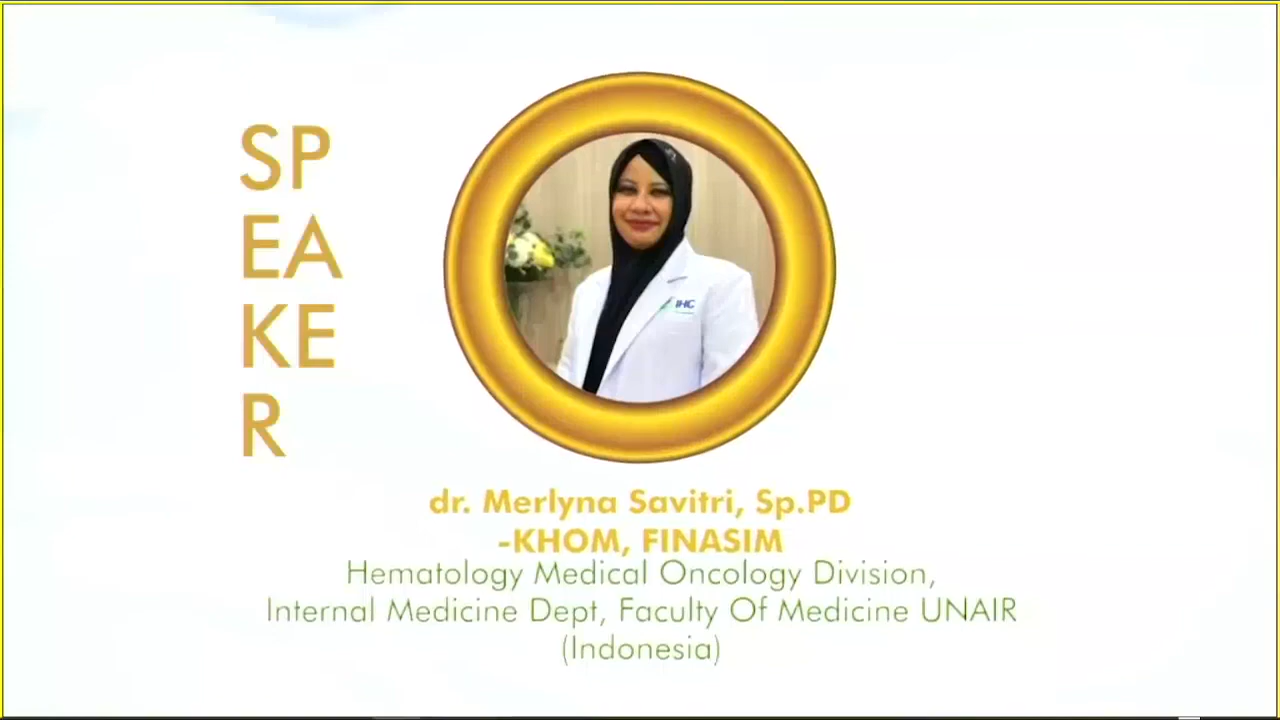 SP
EA
KE
R
IHC
dr. Merlyna Savitri, Sp.PD
-KHOM, FINASIM
Hematology Medical Oncology Division,
Internal Medicine Dept, Faculty Of Medicine UNAIR
(Indonesia)